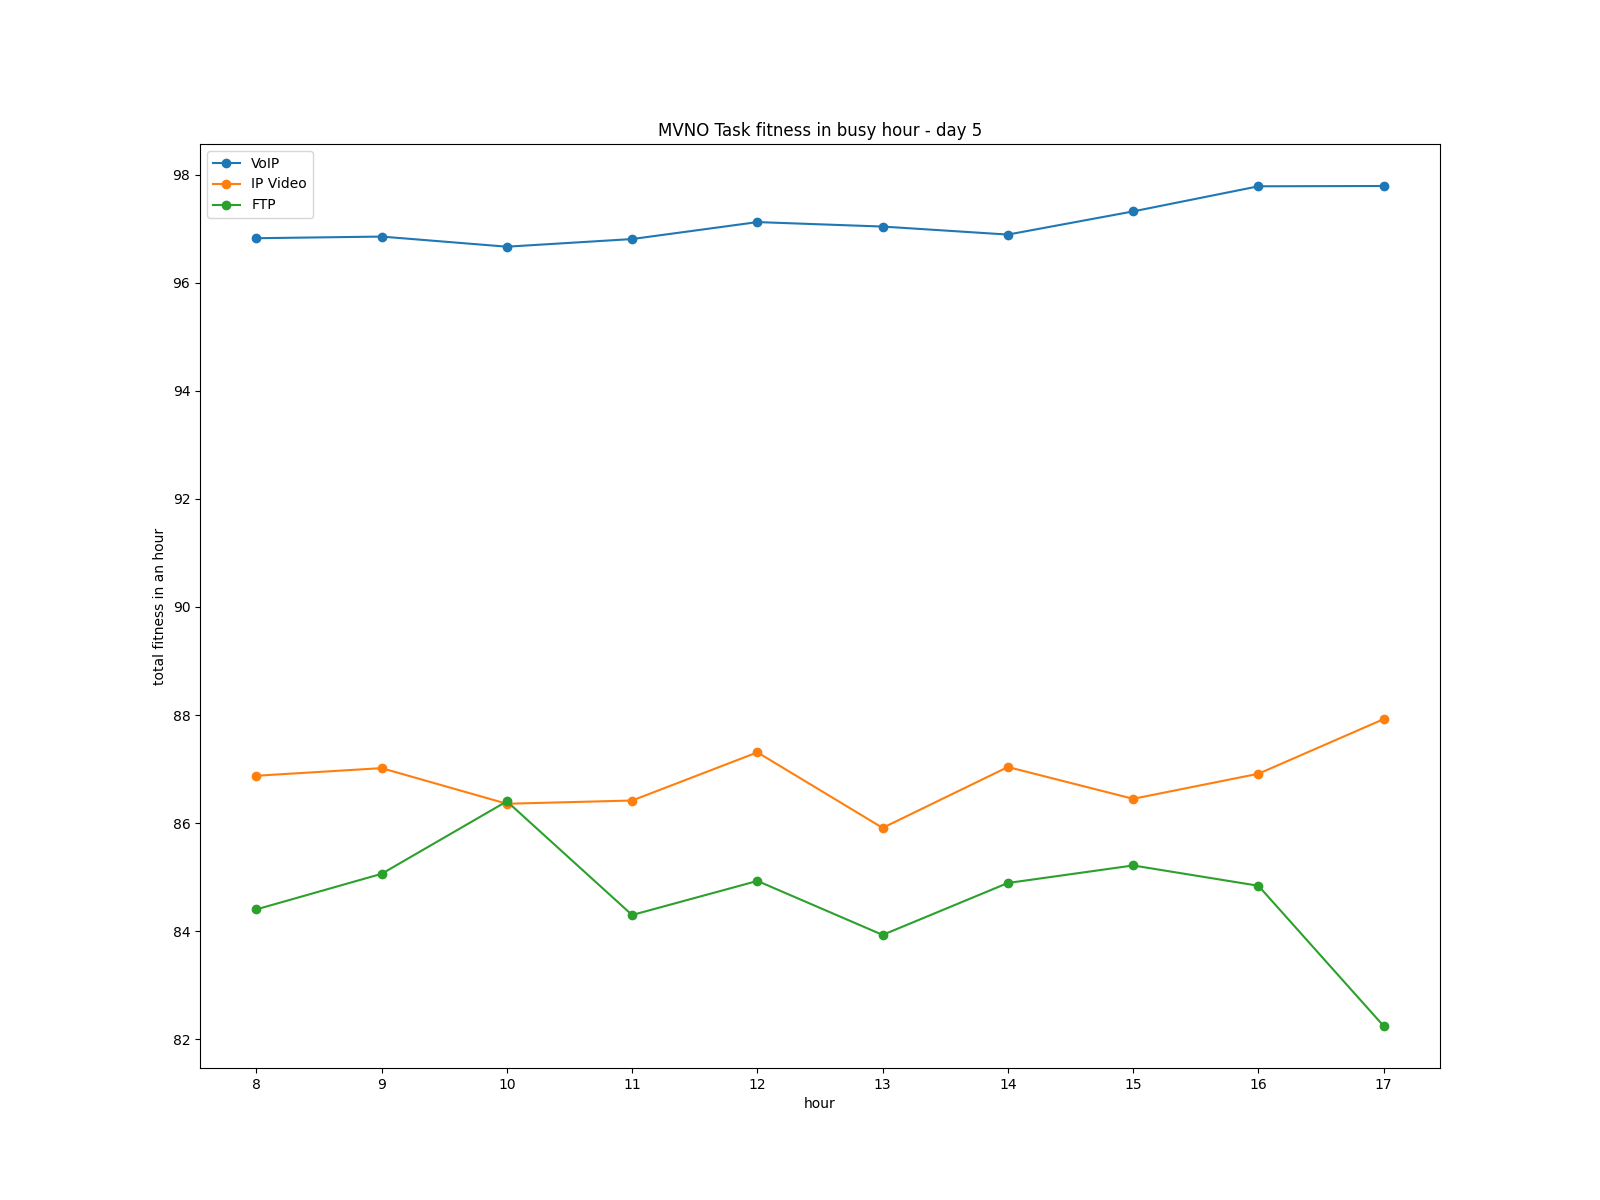 MVNO Task fitness in busy hour - day 5
VoIP
IP Video
FTP
98
96
94
92
90
88
86
84
82
total fitness in an hour
8 9 10 11 12 13 14 15 16 17
hour